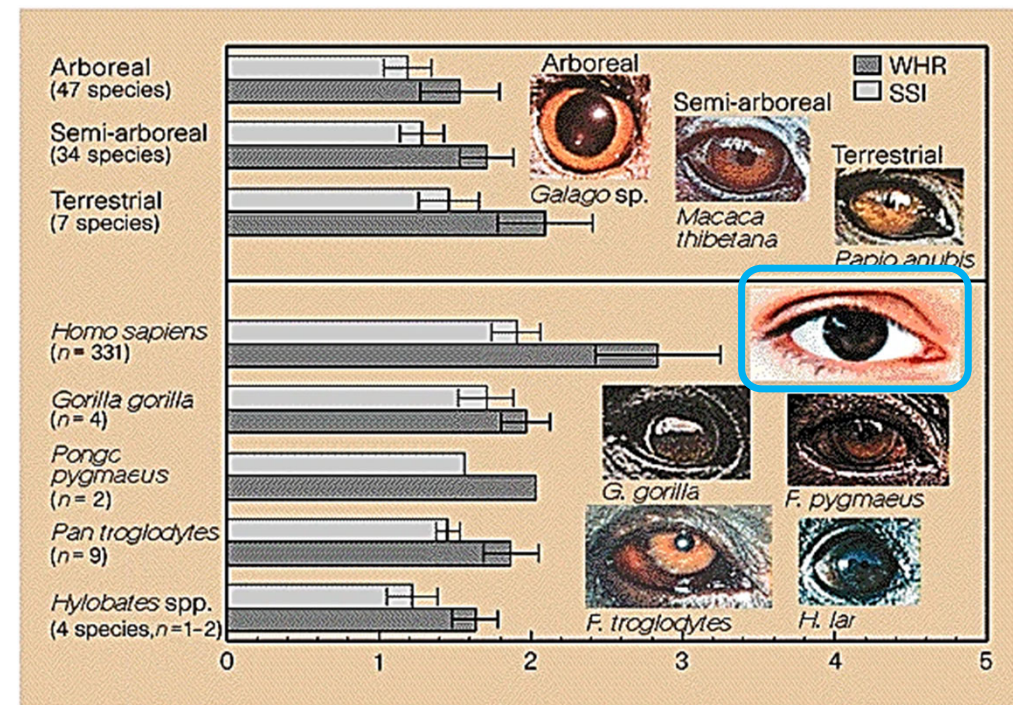 Arboreal
(47 species)
Semi-arboreal
(34 species)
Terrestrial
(7 species)
Arboreal
Galago sp.
Semi-arboreal
Macaca
thibetana
WHR
SSI
Terrestrial
Papio anubis
Homo sapiens
(n = 331)
Gorilla gorilla
(n = 4)
Pongc
pygmaeus
(n = 2)
Pan troglodytes
(n = 9)
Hylobates spp.
(4 species, n = 1–2)
G. gorilla
F. pygmaeus
F. troglodytes
H. lar
0 1 2 3 4 5